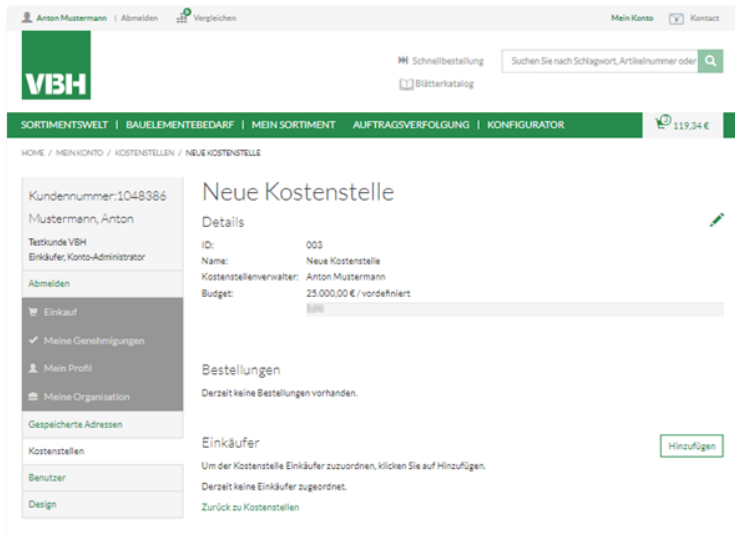 Anton Mustermann | Abmelden 0 Vergleichen Mein Konto Kontact
VBH
Schnellbestellung
Suchen Sie nach Schlagwort, Artikelnummer oder
Blätterkatalog
SORTIMENTSWELT | BAUELEMENTEBEDARF | MEIN SORTIMENT AUFTRAGSVERFOLGUNG | KONFIGURATOR 3 119,34 €
HOME / MEIN KONTO / KOSTENSTELLEN / NEUE KOSTENSTELLE
Kundennummer:1048386
Mustermann, Anton
Testkunde VBH
Einkäufer, Konto-Administrator
Abmelden
Einkauf
Meine Genehmigungen
Mein Profil
Meine Organisation
Gespeicherte Adressen
Kostenstellen
Benutzer
Design
Neue Kostenstelle
Details
ID: 003
Name: Neue Kostenstelle
Kostenstellenverwalter: Anton Mustermann
Budget: 25.000,00 € / vordefiniert
Bestellungen
Derzeit keine Bestellungen vorhanden.
Einkäufer
Hinzufügen
Um der Kostenstelle Einkäufer zuzuordnen, klicken Sie auf Hinzufügen.
Derzeit keine Einkäufer zugeordnet.
Zurück zu Kostenstellen